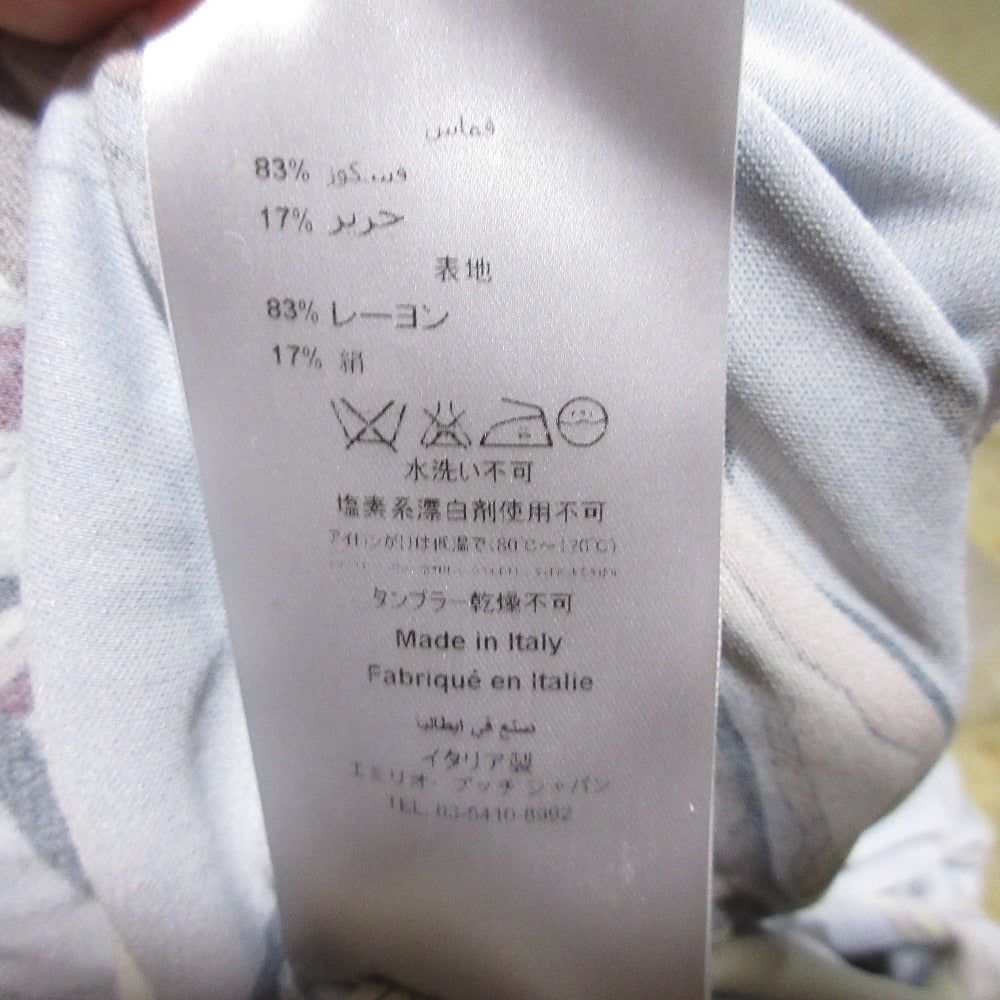 قماش
83% فسكوز
17% حرير
表地
83% レーヨン
17% 絹
水洗い不可
塩素系漂白剤使用不可
アイロンがけは低温で(80℃〜120℃)
タンブラー乾燥不可
Made in Italy
Fabriqué en Italie
صنع في ايطاليا
イタリア製
エミリオ・プッチ ジャパン
TEL. 03-5410-8992